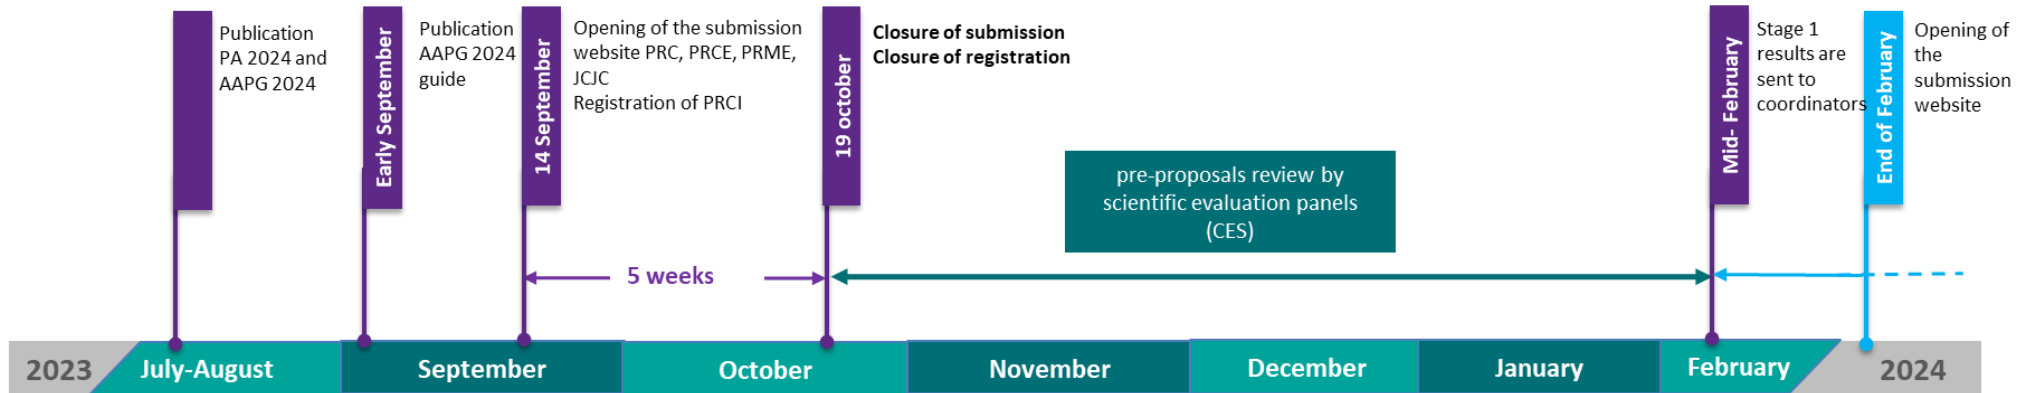 Publication
PA 2024 and
AAPG 2024
Early September
Publication
AAPG 2024
guide
14 September
Opening of the submission
website PRC, PRCE, PRME,
JCJC
Registration of PRCI
19 october
Closure of submission
Closure of registration
pre-proposals review by
scientific evaluation panels
(CES)
Mid- February
Stage 1
results are
sent to
coordinators
End of February
Opening of
the
submission
website
5 weeks
2023
July-August
September
October
November
December
January
February
2024